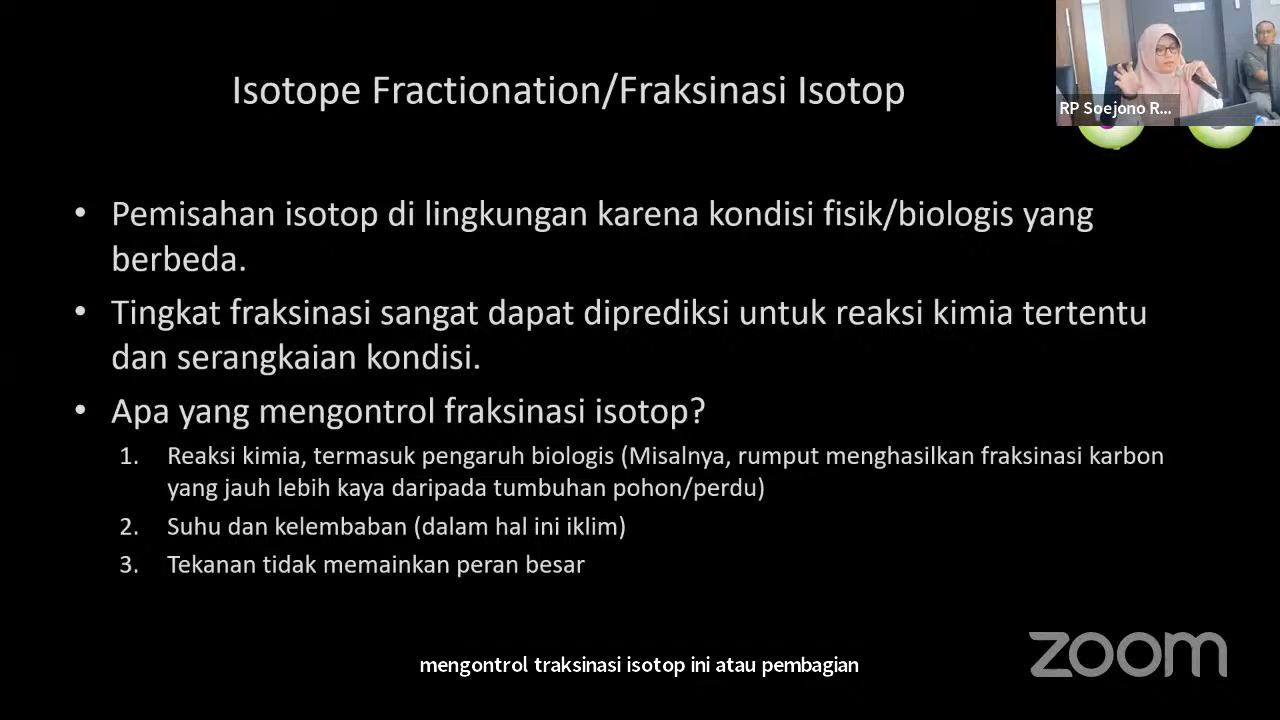 Isotope Fractionation/Fraksinasi Isotop
RP Soejono R...
• Pemisahan isotop di lingkungan karena kondisi fisik/biologis yang
berbeda.
• Tingkat fraksinasi sangat dapat diprediksi untuk reaksi kimia tertentu
dan serangkaian kondisi.
• Apa yang mengontrol fraksinasi isotop?
1. Reaksi kimia, termasuk pengaruh biologis (Misalnya, rumput menghasilkan fraksinasi karbon
yang jauh lebih kaya daripada tumbuhan pohon/perdu)
2. Suhu dan kelembaban (dalam hal ini iklim)
3. Tekanan tidak memainkan peran besar
mengontrol traksinasi isotop ini atau pembagian
zoom